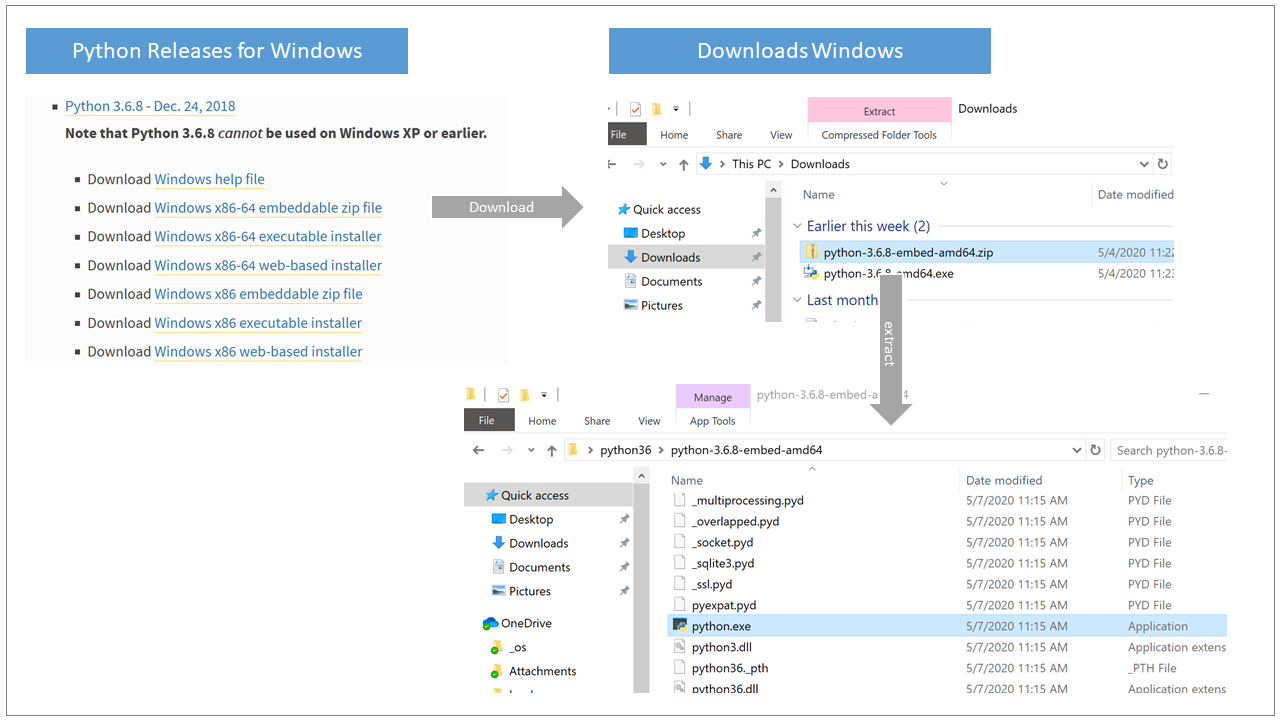 Python Releases for Windows
Python 3.6.8 - Dec. 24, 2018
Note that Python 3.6.8 cannot be used on Windows XP or earlier.
Download Windows help file
Download Windows x86-64 embeddable zip file
Download Windows x86-64 executable installer
Download Windows x86-64 web-based installer
Download Windows x86 embeddable zip file
Download Windows x86 executable installer
Download Windows x86 web-based installer
Download
Downloads Windows
Extract
Downloads
File Home Share View Compressed Folder Tools
This PC > Downloads
Name Date modified
Quick access
Desktop
Downloads
Documents
Pictures
Earlier this week (2)
python-3.6.8-embed-amd64.zip 5/4/2020 11:22
python-3.6.8-amd64.exe 5/4/2020 11:23
Last month
extract
Manage python-3.6.8-embed-a
File Home Share View App Tools
python36 > python-3.6.8-embed-amd64
Search python-3.6.8-
Quick access
Desktop
Downloads
Documents
Pictures
OneDrive
_os
Attachments
Name Date modified Type
_multiprocessing.pyd 5/7/2020 11:15 AM PYD File
_overlapped.pyd 5/7/2020 11:15 AM PYD File
_socket.pyd 5/7/2020 11:15 AM PYD File
_sqlite3.pyd 5/7/2020 11:15 AM PYD File
_ssl.pyd 5/7/2020 11:15 AM PYD File
pyexpat.pyd 5/7/2020 11:15 AM PYD File
python.exe 5/7/2020 11:15 AM Application
python3.dll 5/7/2020 11:15 AM Application extens
python36._pth 5/7/2020 11:15 AM _PTH File
python36.dll 5/7/2020 11:15 AM Application extens